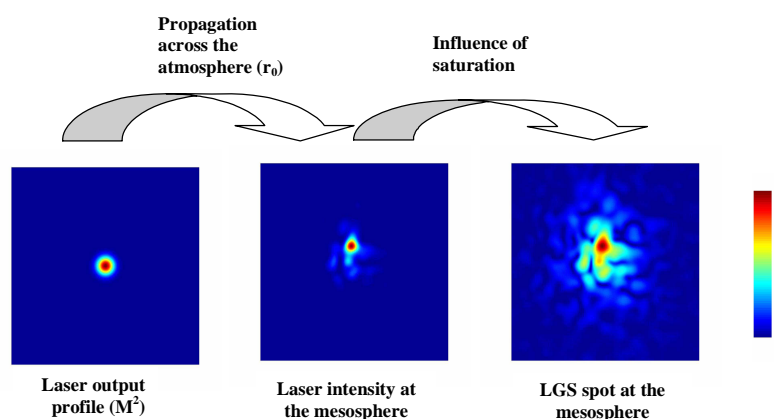 Propagation
across the
atmosphere (r₀)
Influence of
saturation
Laser output
profile (M²)
Laser intensity at
the mesosphere
LGS spot at the
mesosphere